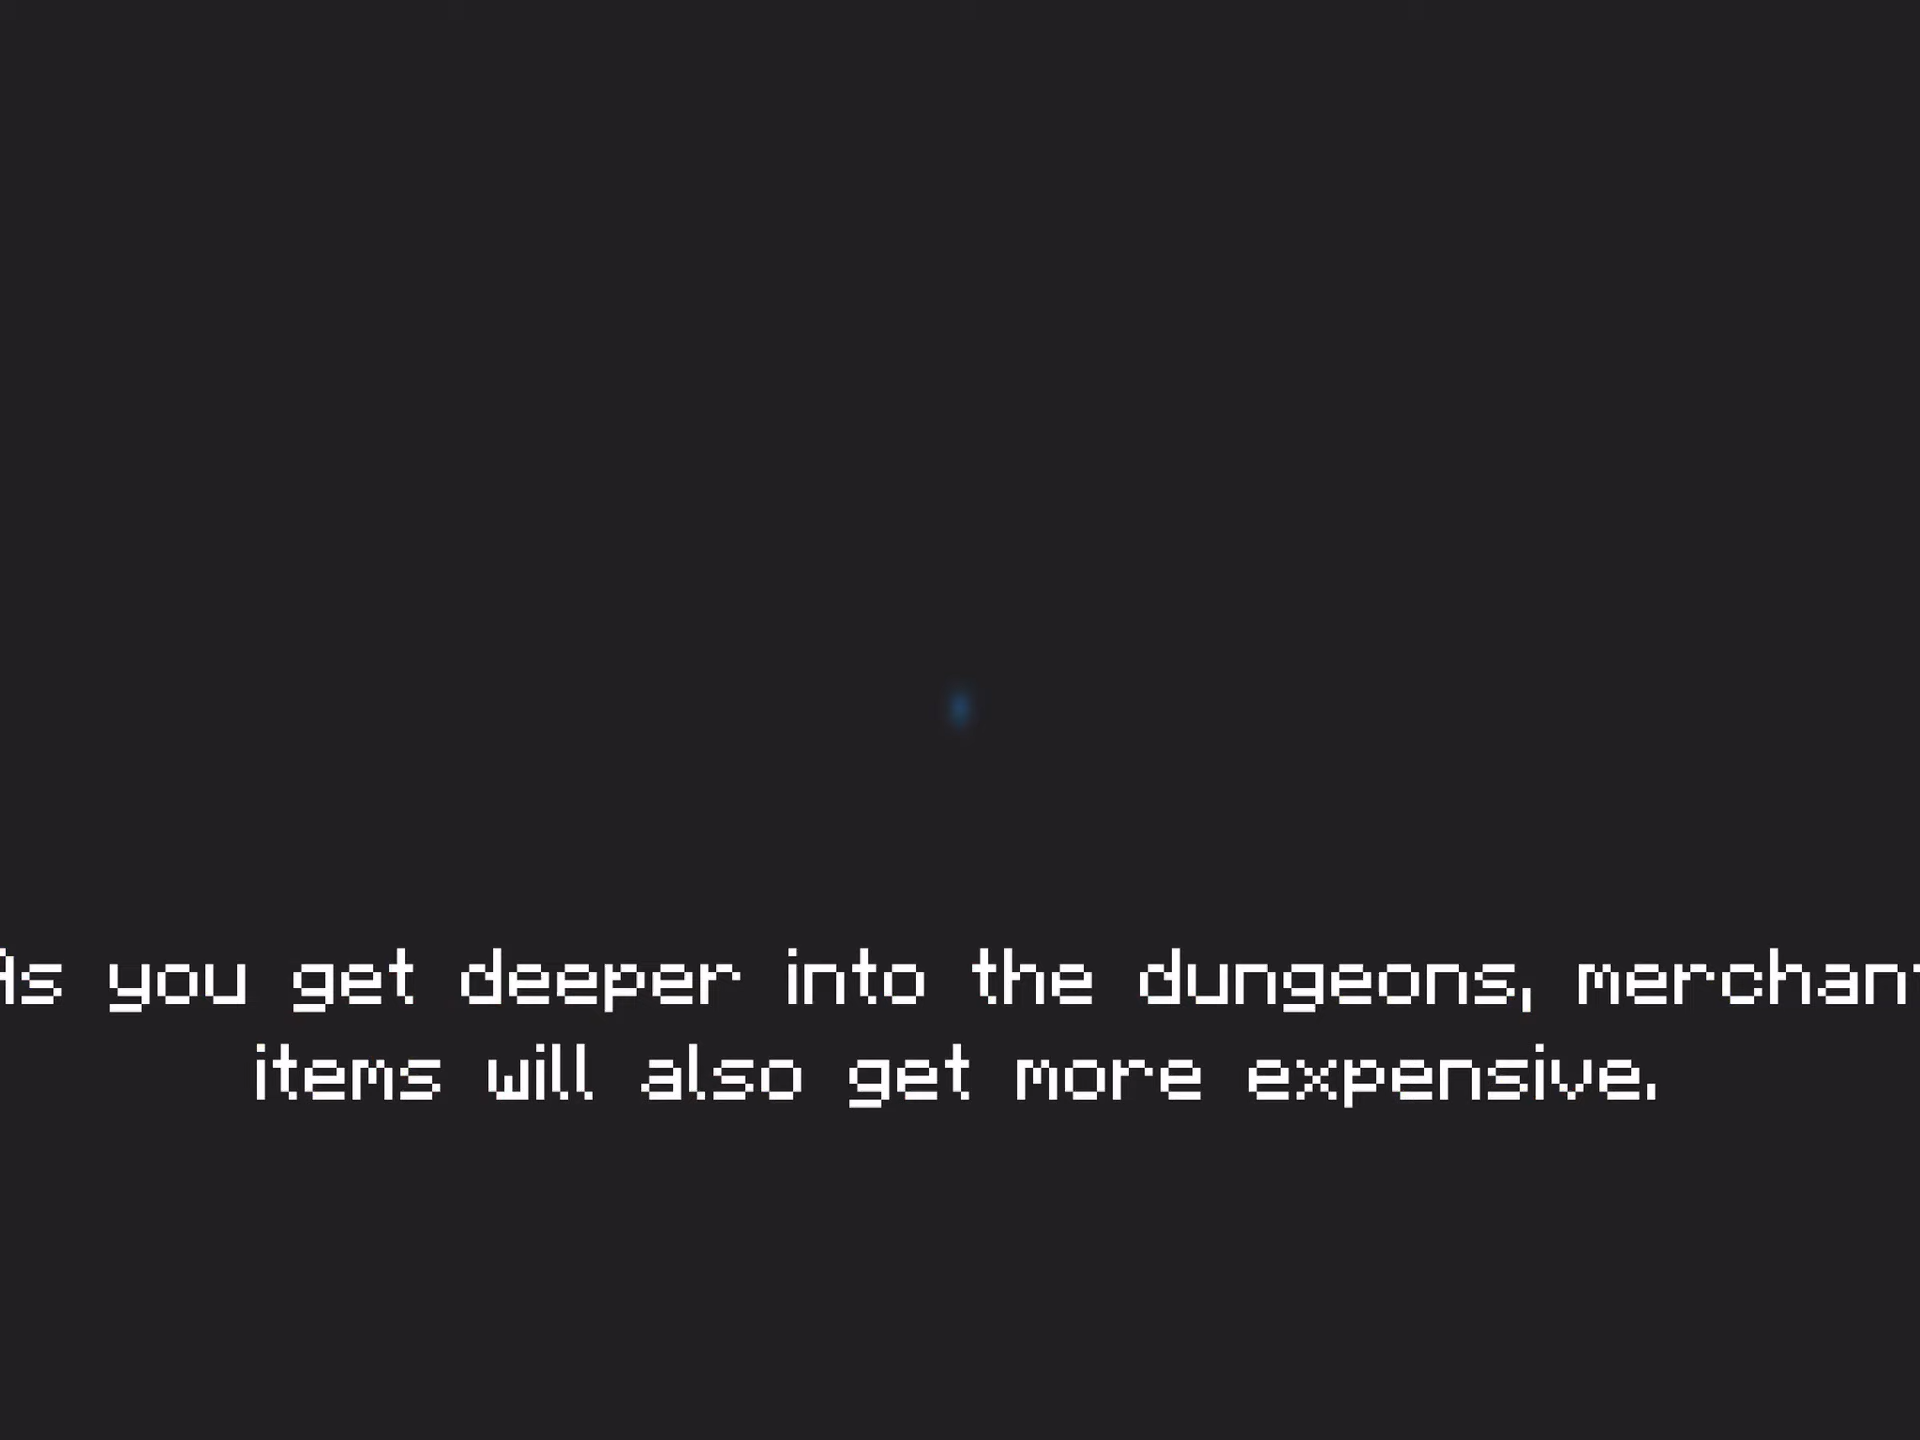 As you get deeper into the dungeons, merchant
items will also get more expensive.